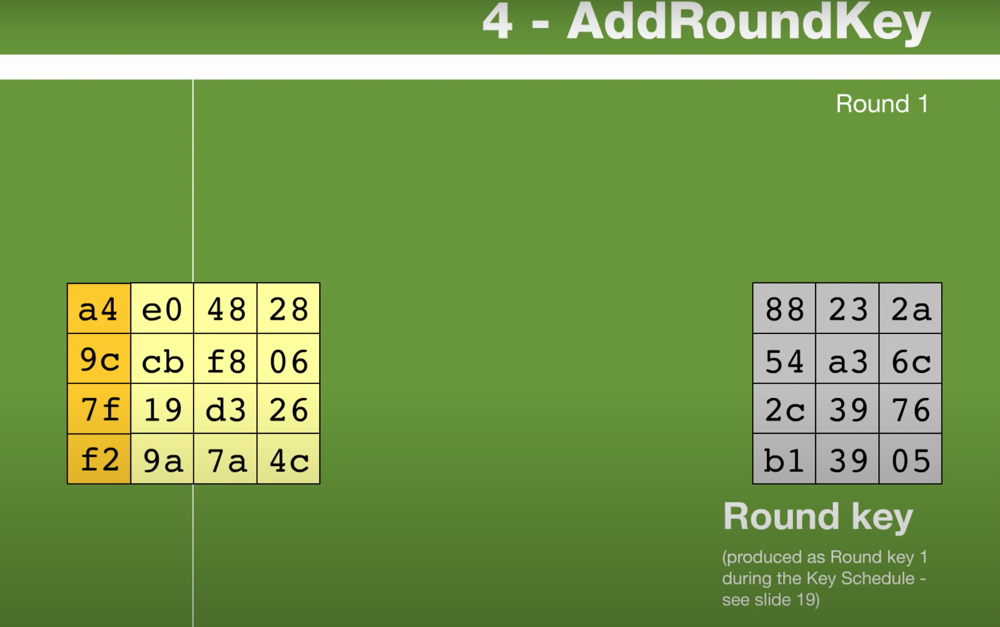 4 - AddRoundKey
Round 1
a4 e0 48 28
88 23 2a
9c cb f8 06
54 a3 6c
7f 19 d3 26
2c 39 76
f2 9a 7a 4c
b1 39 05
Round key
(produced as Round key 1
during the Key Schedule -
see slide 19)